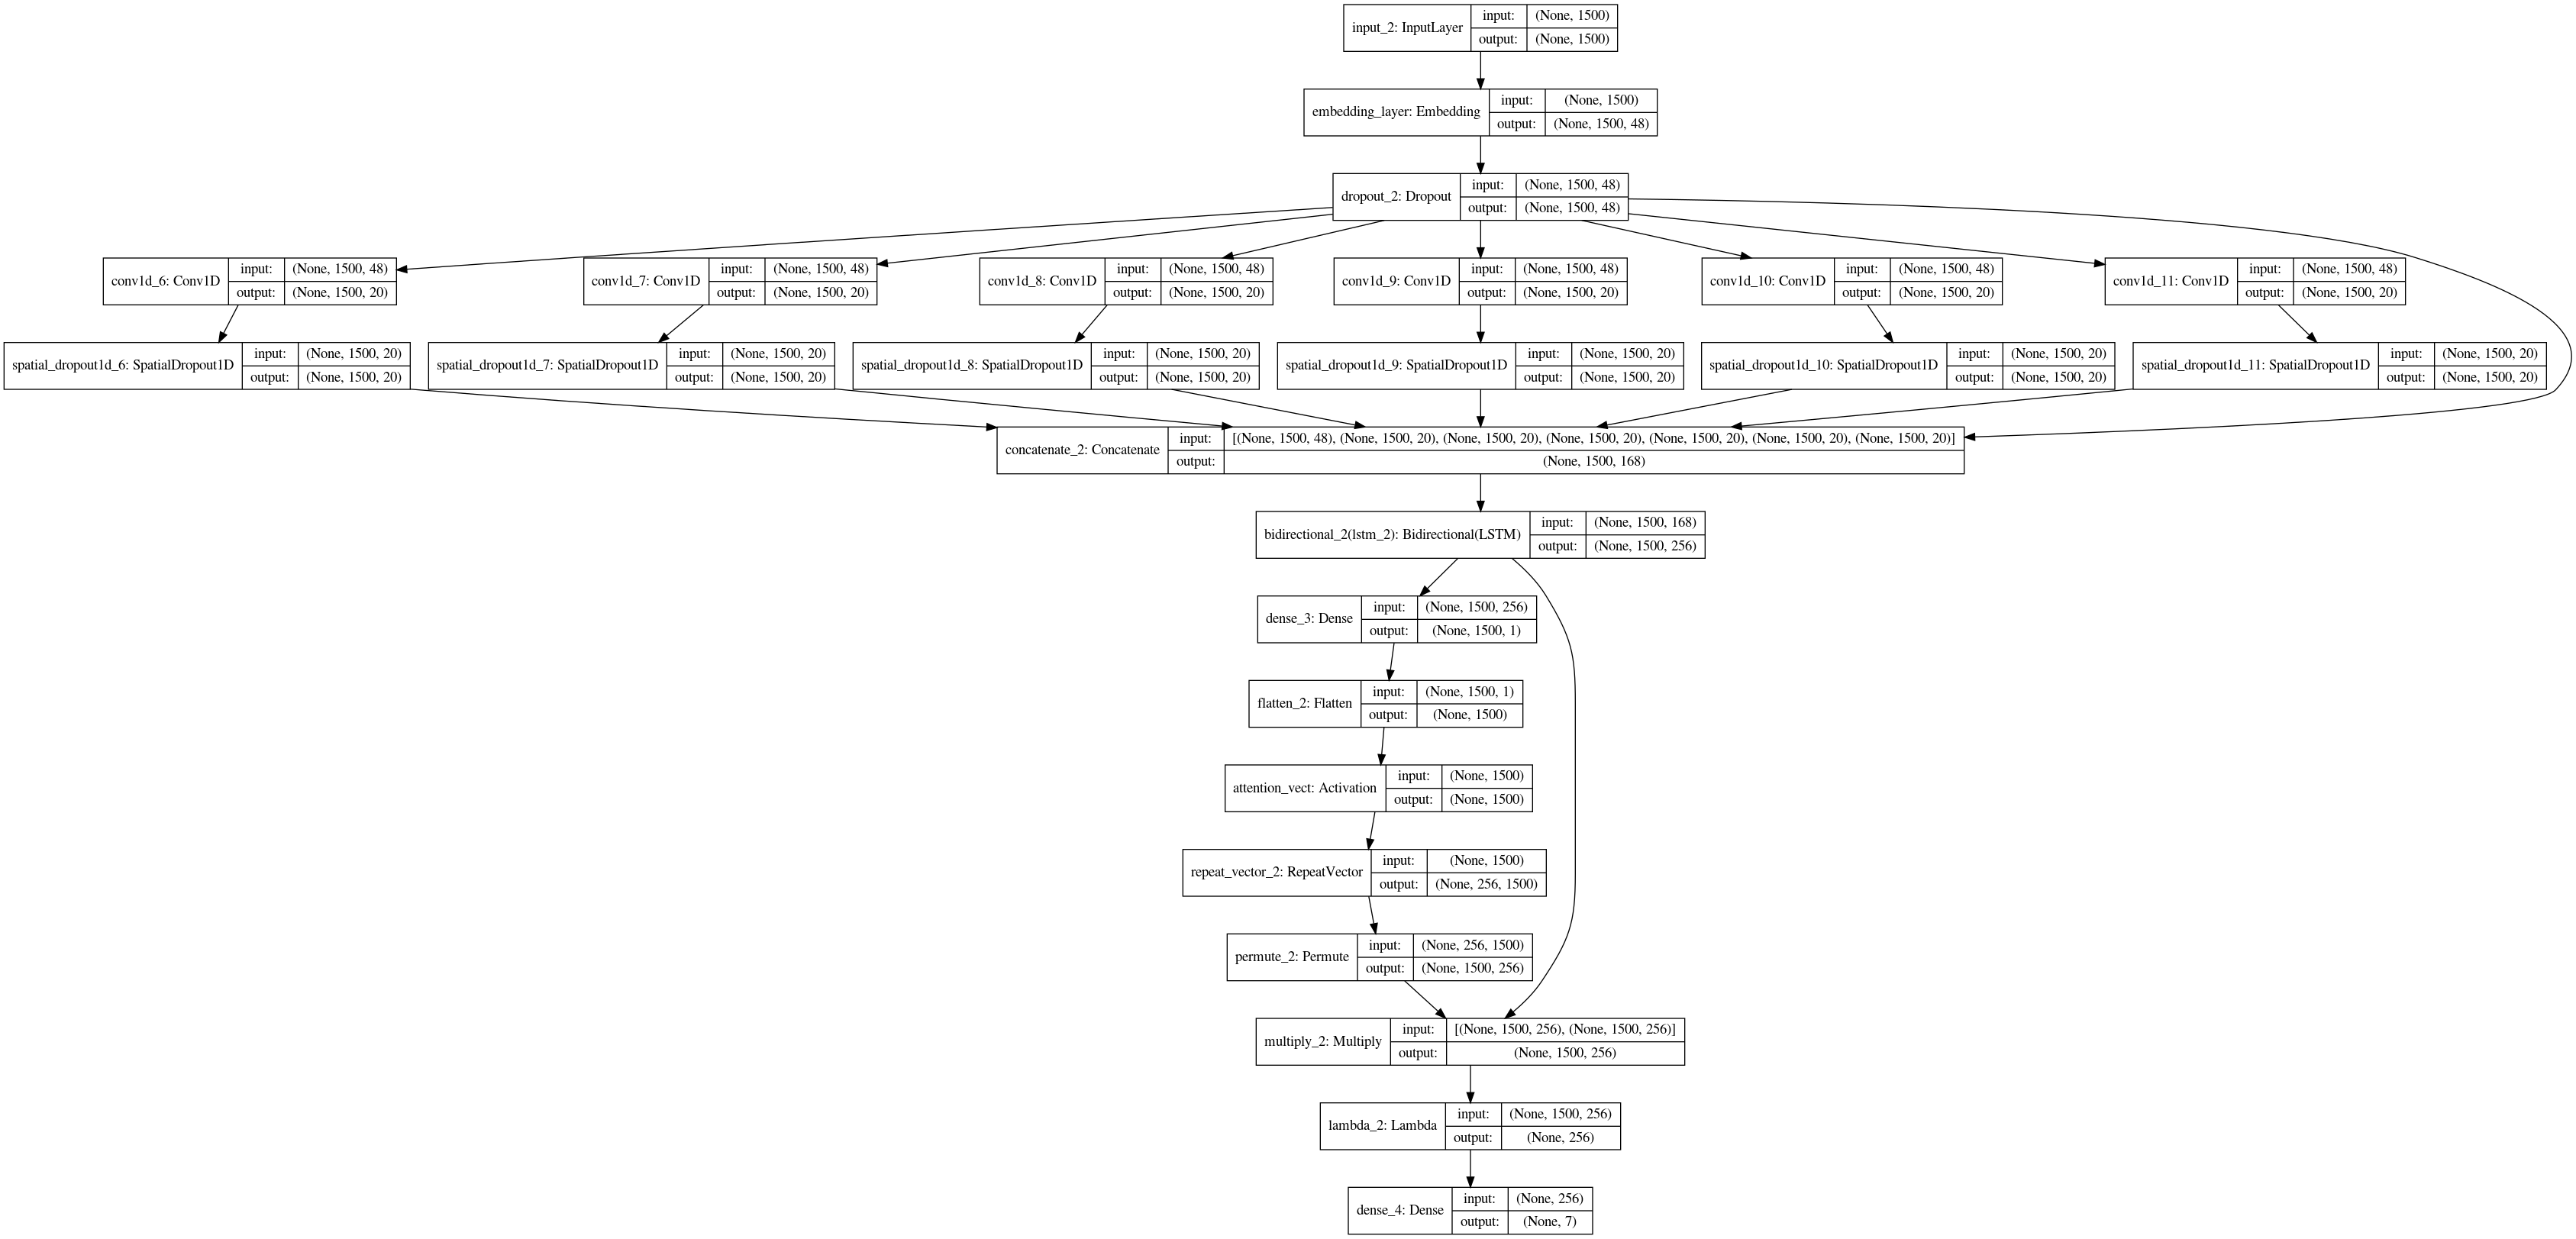 input_2: InputLayer
input: (None, 1500)
output: (None, 1500)
embedding_layer: Embedding
input: (None, 1500)
output: (None, 1500, 48)
dropout_2: Dropout
input: (None, 1500, 48)
output: (None, 1500, 48)
conv1d_6: Conv1D
input: (None, 1500, 48)
output: (None, 1500, 20)
conv1d_7: Conv1D
input: (None, 1500, 48)
output: (None, 1500, 20)
conv1d_8: Conv1D
input: (None, 1500, 48)
output: (None, 1500, 20)
conv1d_9: Conv1D
input: (None, 1500, 48)
output: (None, 1500, 20)
conv1d_10: Conv1D
input: (None, 1500, 48)
output: (None, 1500, 20)
conv1d_11: Conv1D
input: (None, 1500, 48)
output: (None, 1500, 20)
spatial_dropout1d_6: SpatialDropout1D
input: (None, 1500, 20)
output: (None, 1500, 20)
spatial_dropout1d_7: SpatialDropout1D
input: (None, 1500, 20)
output: (None, 1500, 20)
spatial_dropout1d_8: SpatialDropout1D
input: (None, 1500, 20)
output: (None, 1500, 20)
spatial_dropout1d_9: SpatialDropout1D
input: (None, 1500, 20)
output: (None, 1500, 20)
spatial_dropout1d_10: SpatialDropout1D
input: (None, 1500, 20)
output: (None, 1500, 20)
spatial_dropout1d_11: SpatialDropout1D
input: (None, 1500, 20)
output: (None, 1500, 20)
concatenate_2: Concatenate
input: [(None, 1500, 48), (None, 1500, 20), (None, 1500, 20), (None, 1500, 20), (None, 1500, 20), (None, 1500, 20), (None, 1500, 20)]
output: (None, 1500, 168)
bidirectional_2(lstm_2): Bidirectional(LSTM)
input: (None, 1500, 168)
output: (None, 1500, 256)
dense_3: Dense
input: (None, 1500, 256)
output: (None, 1500, 1)
flatten_2: Flatten
input: (None, 1500, 1)
output: (None, 1500)
attention_vect: Activation
input: (None, 1500)
output: (None, 1500)
repeat_vector_2: RepeatVector
input: (None, 1500)
output: (None, 256, 1500)
permute_2: Permute
input: (None, 256, 1500)
output: (None, 1500, 256)
multiply_2: Multiply
input: [(None, 1500, 256), (None, 1500, 256)]
output: (None, 1500, 256)
lambda_2: Lambda
input: (None, 1500, 256)
output: (None, 256)
dense_4: Dense
input: (None, 256)
output: (None, 7)